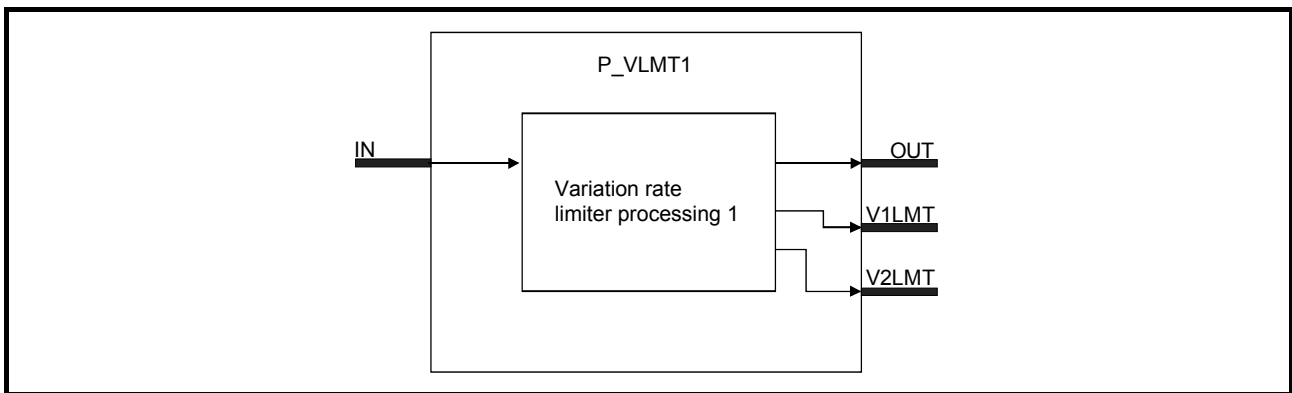 P_VLMT1
IN
OUT
Variation rate
limiter processing 1
V1LMT
V2LMT